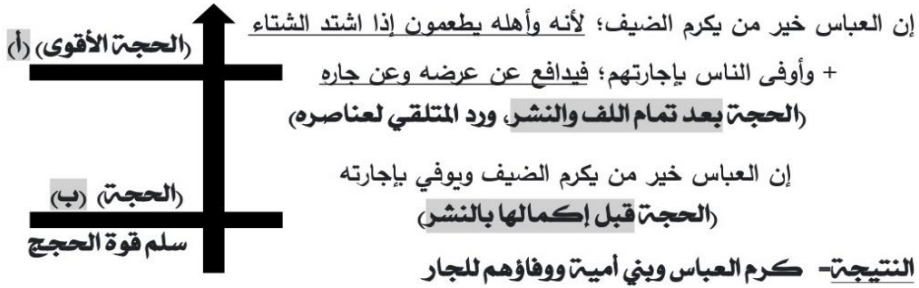 إن العباس خير من يكرم الضيف؛ لأنه وأهله يطعمون إذا اشتد الشتاء
(الحجة الأقوى) (أ)
+ وأوفى الناس بإجارتهم؛ فيدافع عن عرضه وعن جاره
(الحجة بعد تمام اللف والنشر، ورد المتلقي لعناصره)
إن العباس خير من يكرم الضيف ويوفي بإجارته
(الحجة) (ب)
(الحجة قبل إكمالها بالنشر)
سلم قوة الحجج
النتيجة- كرم العباس وبني أمية ووفاؤهم للجار